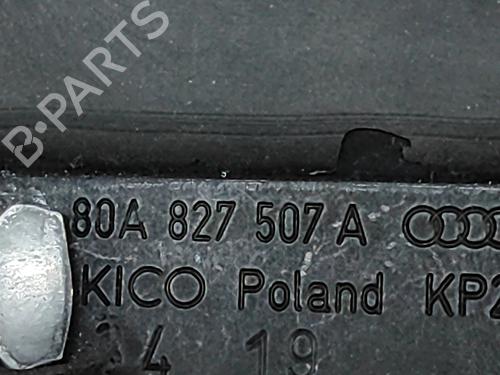 B-PARTS
80A 827 507 A
KICO Poland KP2
4 19